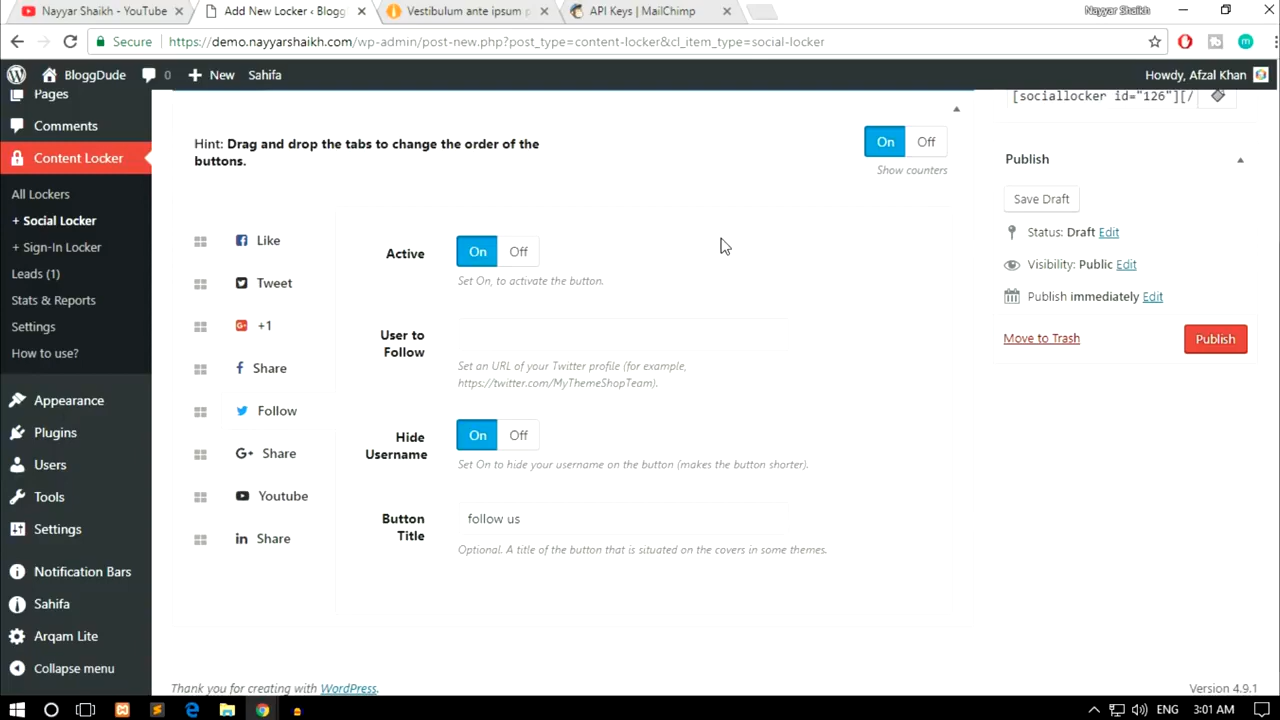 Nayyar Shaikh - YouTube
Add New Locker ‹ Blogg
Vestibulum ante ipsum p
API Keys | MailChimp
Nayyar Shaikh
Secure
https://demo.nayyarshaikh.com/wp-admin/post-new.php?post_type=content-locker&cl_item_type=social-locker
BloggDude
0
New
Sahifa
Howdy, Afzal Khan
Pages
Comments
Content Locker
All Lockers
+ Social Locker
+ Sign-In Locker
Leads (1)
Stats & Reports
Settings
How to use?
Appearance
Plugins
Users
Tools
Settings
Notification Bars
Sahifa
Arqam Lite
Collapse menu
Hint: Drag and drop the tabs to change the order of the
buttons.
On
Off
Show counters
Like
Tweet
+1
Share
Follow
Share
Youtube
Share
Active
On
Off
Set On, to activate the button.
User to
Follow
Set an URL of your Twitter profile (for example,
https://twitter.com/MyThemeShopTeam).
Hide
Username
On
Off
Set On to hide your username on the button (makes the button shorter).
Button
Title
follow us
Optional. A title of the button that is situated on the covers in some themes.
[sociallocker id="126"][/
Publish
Save Draft
Status: Draft Edit
Visibility: Public Edit
Publish immediately Edit
Move to Trash
Publish
Thank you for creating with WordPress.
Version 4.9.1
ENG
3:01 AM